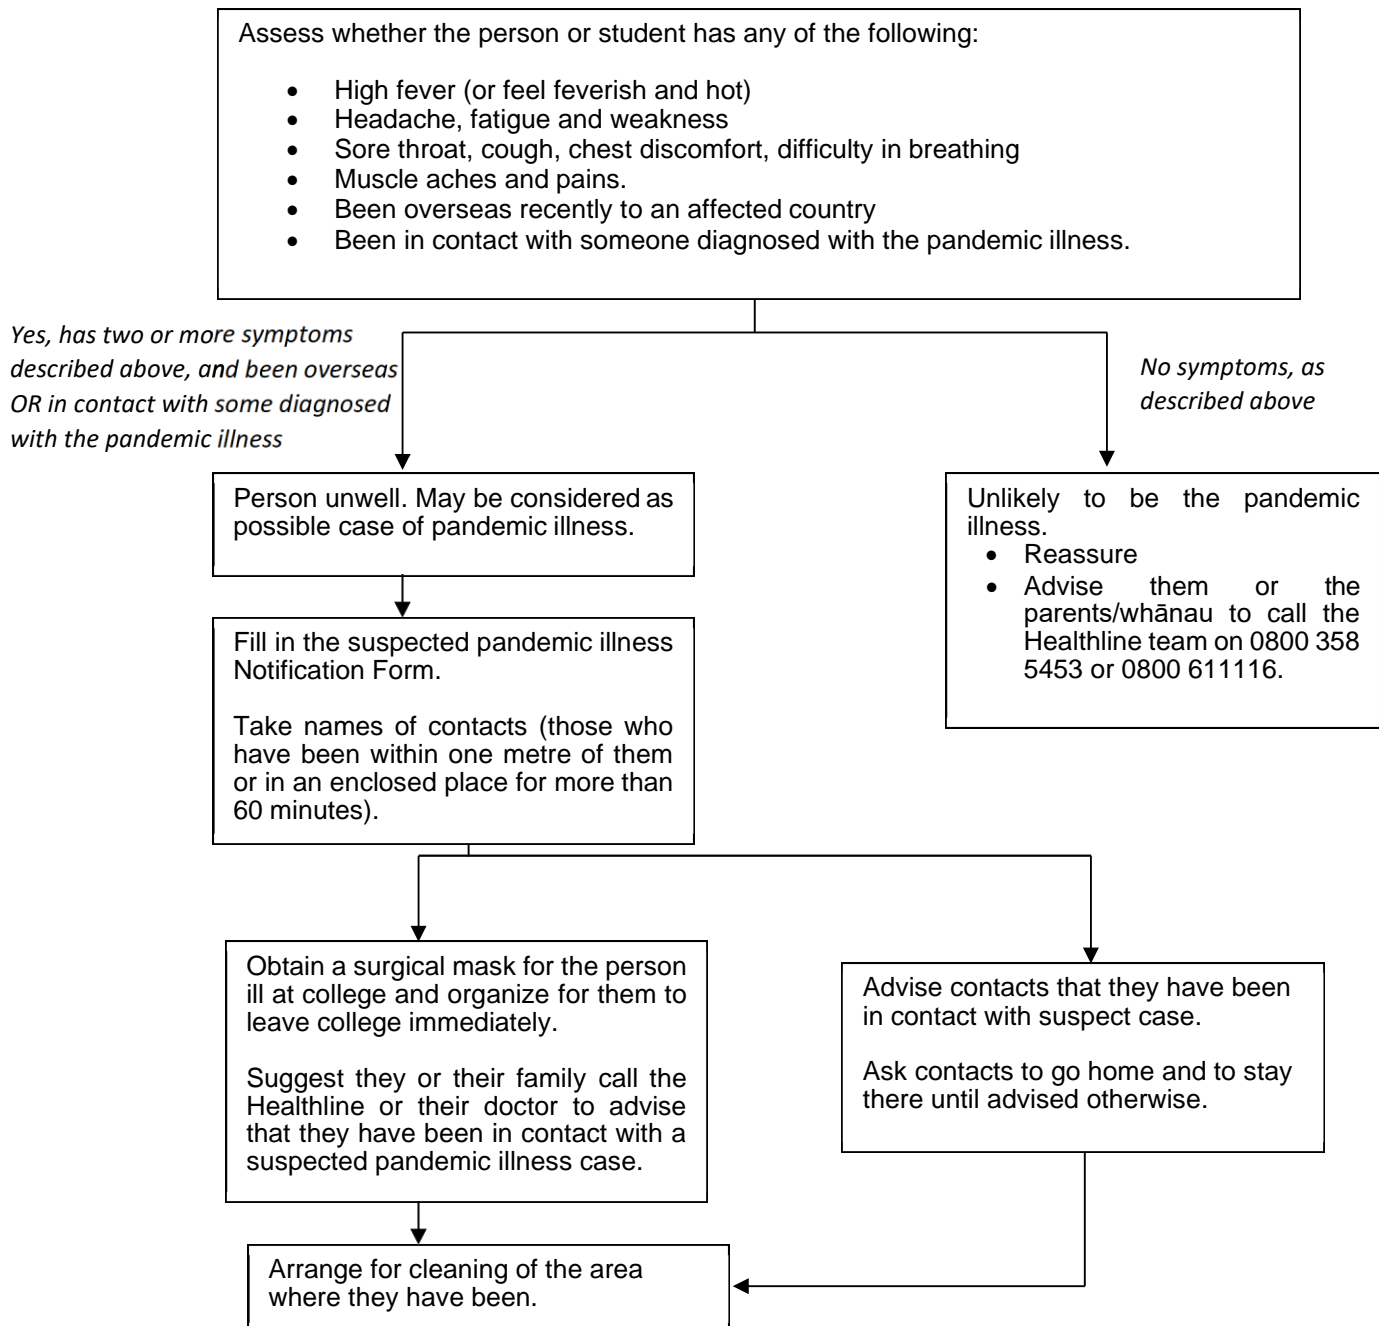 Assess whether the person or student has any of the following:
• High fever (or feel feverish and hot)
• Headache, fatigue and weakness
• Sore throat, cough, chest discomfort, difficulty in breathing
• Muscle aches and pains.
• Been overseas recently to an affected country
• Been in contact with someone diagnosed with the pandemic illness.
Yes, has two or more symptoms
described above, and been overseas
OR in contact with some diagnosed
with the pandemic illness
No symptoms, as
described above
Person unwell. May be considered as
possible case of pandemic illness.
Unlikely to be the pandemic
illness.
• Reassure
• Advise them or the
parents/whānau to call the
Healthline team on 0800 358
5453 or 0800 611116.
Fill in the suspected pandemic illness
Notification Form.
Take names of contacts (those who
have been within one metre of them
or in an enclosed place for more than
60 minutes).
Obtain a surgical mask for the person
ill at college and organize for them to
leave college immediately.
Suggest they or their family call the
Healthline or their doctor to advise
that they have been in contact with a
suspected pandemic illness case.
Advise contacts that they have been
in contact with suspect case.
Ask contacts to go home and to stay
there until advised otherwise.
Arrange for cleaning of the area
where they have been.